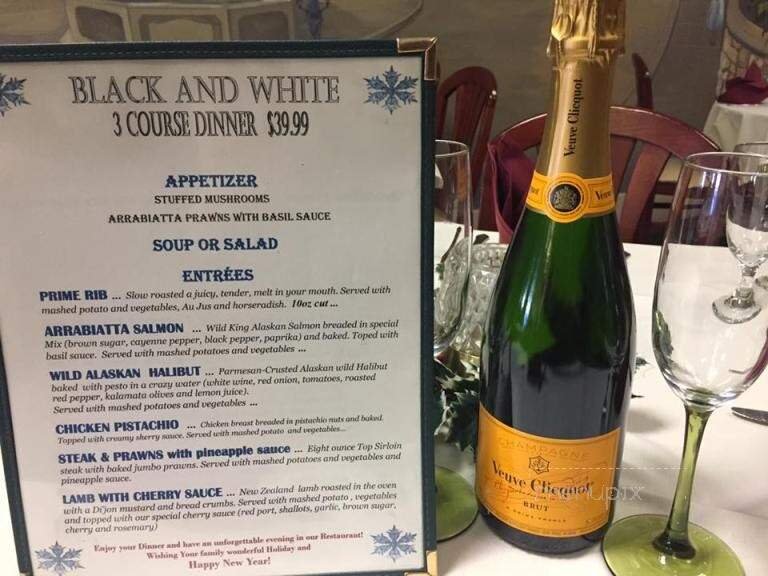 BLACK AND WHITE
3 COURSE DINNER $39.99
APPETIZER
STUFFED MUSHROOMS
ARRABIATTA PRAWNS WITH BASIL SAUCE
SOUP OR SALAD
ENTRÉES
PRIME RIB ... Slow roasted a juicy, tender, melt in your mouth. Served with
mashed potato and vegetables, Au Jus and horseradish. 10oz cut ...
ARRABIATTA SALMON ... Wild King Alaskan Salmon breaded in special
Mix (brown sugar, cayenne pepper, black pepper, paprika) and baked. Toped with
basil sauce. Served with mashed potatoes and vegetables ...
WILD ALASKAN HALIBUT ... Parmesan-Crusted Alaskan wild Halibut
baked with pesto in a crazy water (white wine, red onion, tomatoes, roasted
red pepper, kalamata olives and lemon juice).
Served with mashed potatoes and vegetables ...
CHICKEN PISTACHIO ... Chicken breast breaded in pistachio nuts and baked.
Topped with creamy sherry sauce. Served with mashed potato and vegetables...
STEAK & PRAWNS with pineapple sauce ... Eight ounce Top Sirloin
steak with baked jumbo prawns. Served with mashed potatoes and vegetables and
pineapple sauce.
LAMB WITH CHERRY SAUCE ... New Zealand lamb roasted in the oven
with a Di'jon mustard and bread crumbs. Served with mashed potato , vegetables
and topped with our special cherry sauce (red port, shallots, garlic, brown sugar,
cherry and rosemary)
Enjoy your Dinner and have an unforgettable evening in our Restaurant!
Wishing Your family wonderful Holiday and
Happy New Year!
Veuve Clicquot
Veuve
CHAMPAGNE
Veuve Clicquot
BRUT
menupix